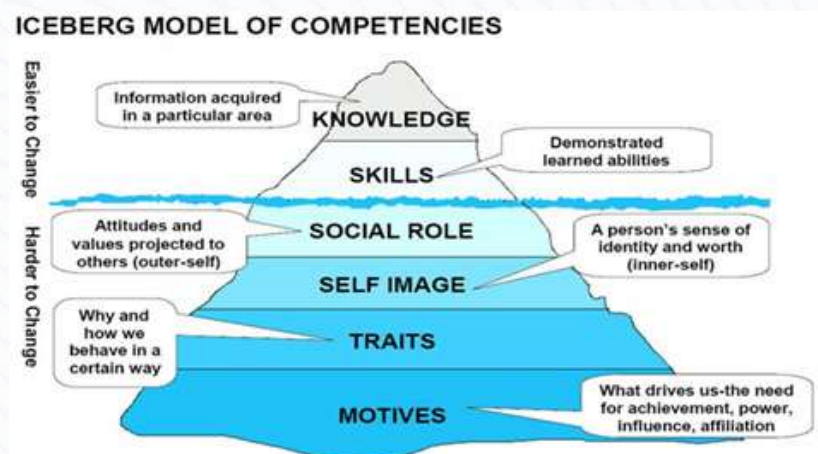 ICEBERG MODEL OF COMPETENCIES
Easier to Change
Information acquired
in a particular area
KNOWLEDGE
Demonstrated
learned abilities
SKILLS
Harder to Change
Attitudes and
values projected to
others (outer-self)
SOCIAL ROLE
A person's sense of
identity and worth
(inner-self)
SELF IMAGE
Why and
how we
behave in a
certain way
TRAITS
What drives us-the need
for achievement, power,
influence, affiliation
MOTIVES